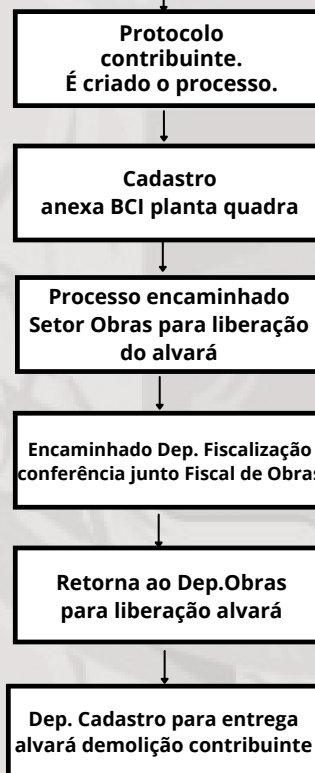 Protocolo
contribuinte.
É criado o processo.
Cadastro
anexa BCI planta quadra
Processo encaminhado
Setor Obras para liberação
do alvará
Encaminhado Dep. Fiscalização
conferência junto Fiscal de Obras
Retorna ao Dep.Obras
para liberação alvará
Dep. Cadastro para entrega
alvará demolição contribuinte